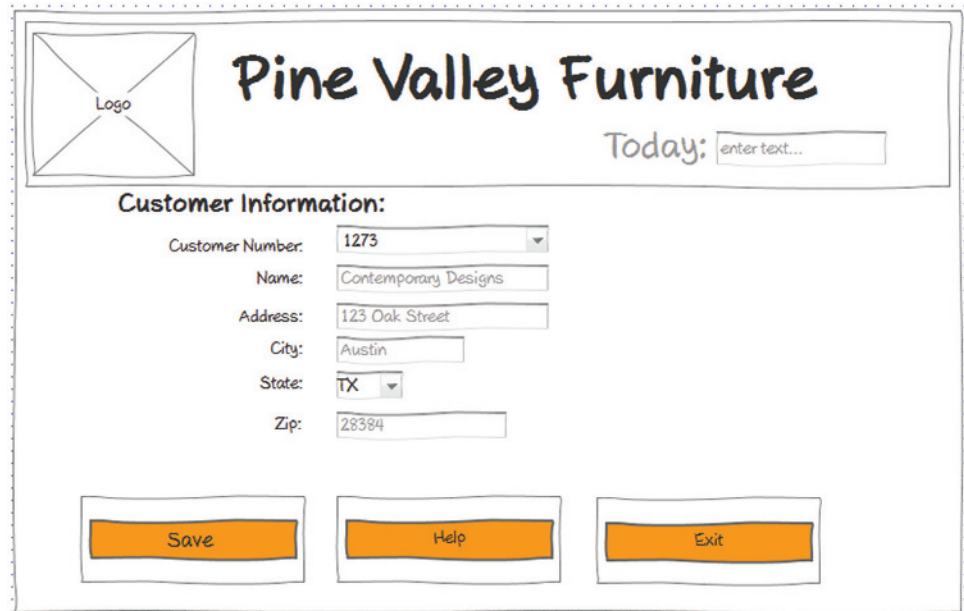 Pine Valley Furniture
Logo
Today: enter text...
Customer Information:
Customer Number: 1273
Name: Contemporary Designs
Address: 123 Oak Street
City: Austin
State: TX
Zip: 28384
Save Help Exit